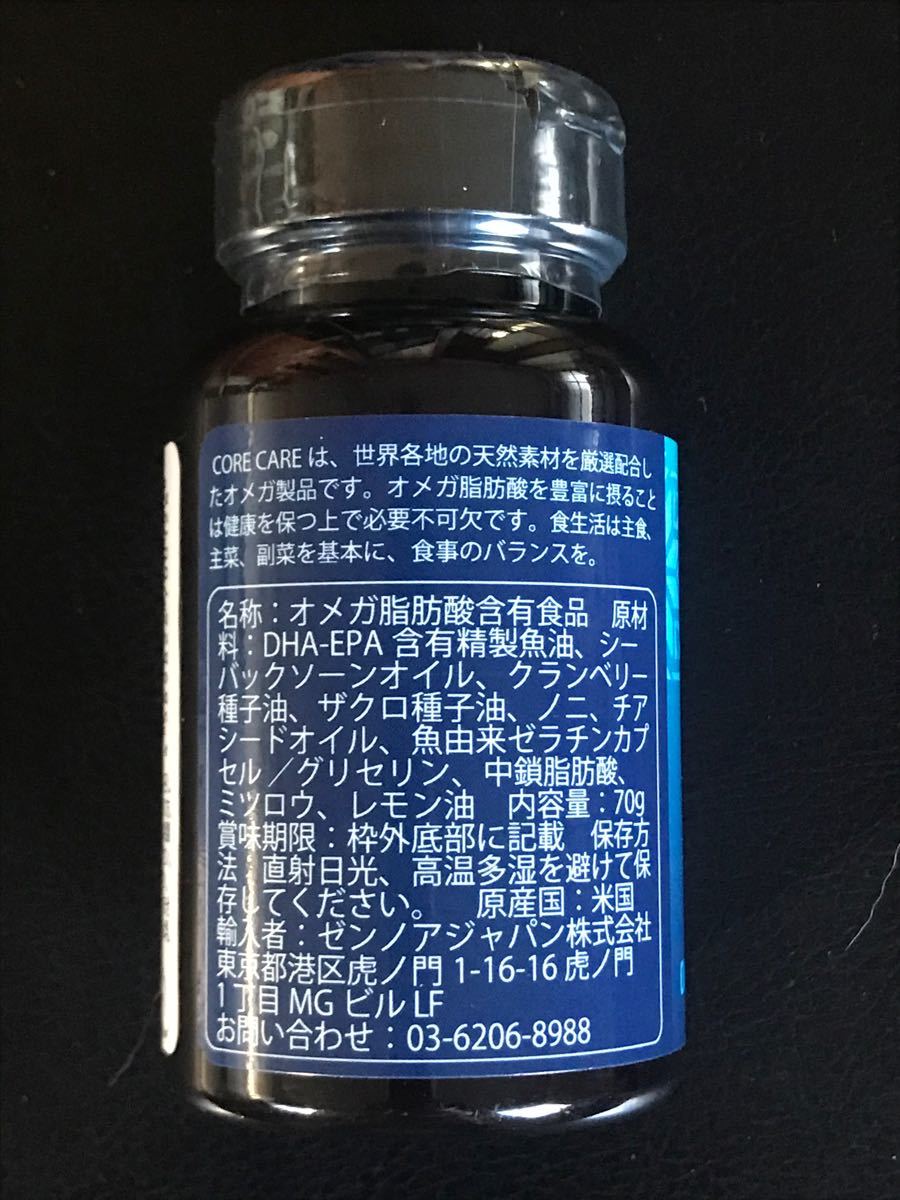 CORE CARE は、世界各地の天然素材を厳選配合し
たオメガ製品です。オメガ脂肪酸を豊富に摂ること
は健康を保つ上で必要不可欠です。食生活は主食、
主菜、副菜を基本に、食事のバランスを。
名称：オメガ脂肪酸含有食品　原材
料：DHA-EPA 含有精製魚油、シー
バックソーンオイル、クランベリー
種子油、ザクロ種子油、ノニ、チア
シードオイル、魚由来ゼラチンカプ
セル／グリセリン、中鎖脂肪酸、
ミツロウ、レモン油　内容量：70g
賞味期限：枠外底部に記載　保存方
法：直射日光、高温多湿を避けて保
存してください。　原産国：米国
輸入者：ゼンノアジャパン株式会社
東京都港区虎ノ門 1-16-16 虎ノ門
1丁目 MG ビル LF
お問い合わせ：03-6206-8988